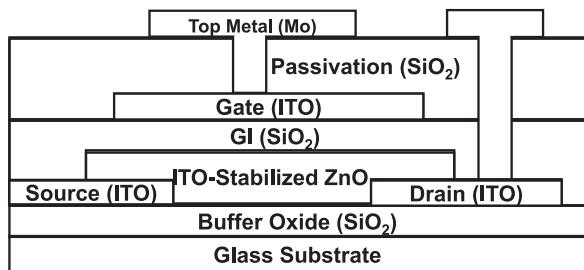 Top Metal (Mo)
Passivation (SiO₂)
Gate (ITO)
GI (SiO₂)
ITO-Stabilized ZnO
Source (ITO)
Drain (ITO)
Buffer Oxide (SiO₂)
Glass Substrate